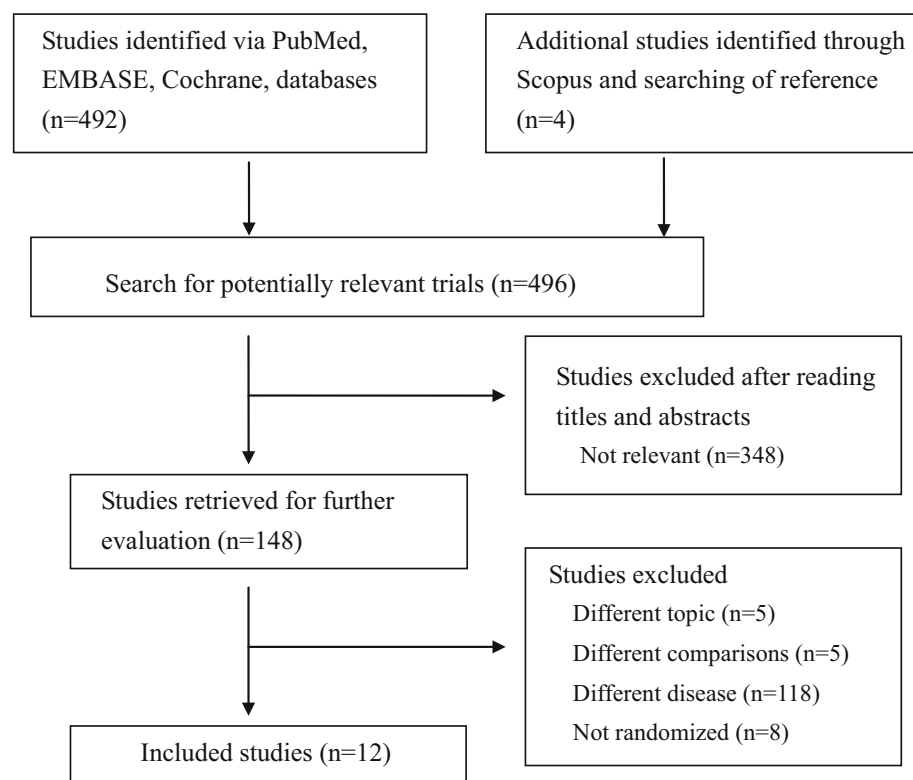 Studies identified via PubMed,
EMBASE, Cochrane, databases
(n=492)
Additional studies identified through
Scopus and searching of reference
(n=4)
Search for potentially relevant trials (n=496)
Studies excluded after reading
titles and abstracts
Not relevant (n=348)
Studies retrieved for further
evaluation (n=148)
Studies excluded
Different topic (n=5)
Different comparisons (n=5)
Different disease (n=118)
Not randomized (n=8)
Included studies (n=12)